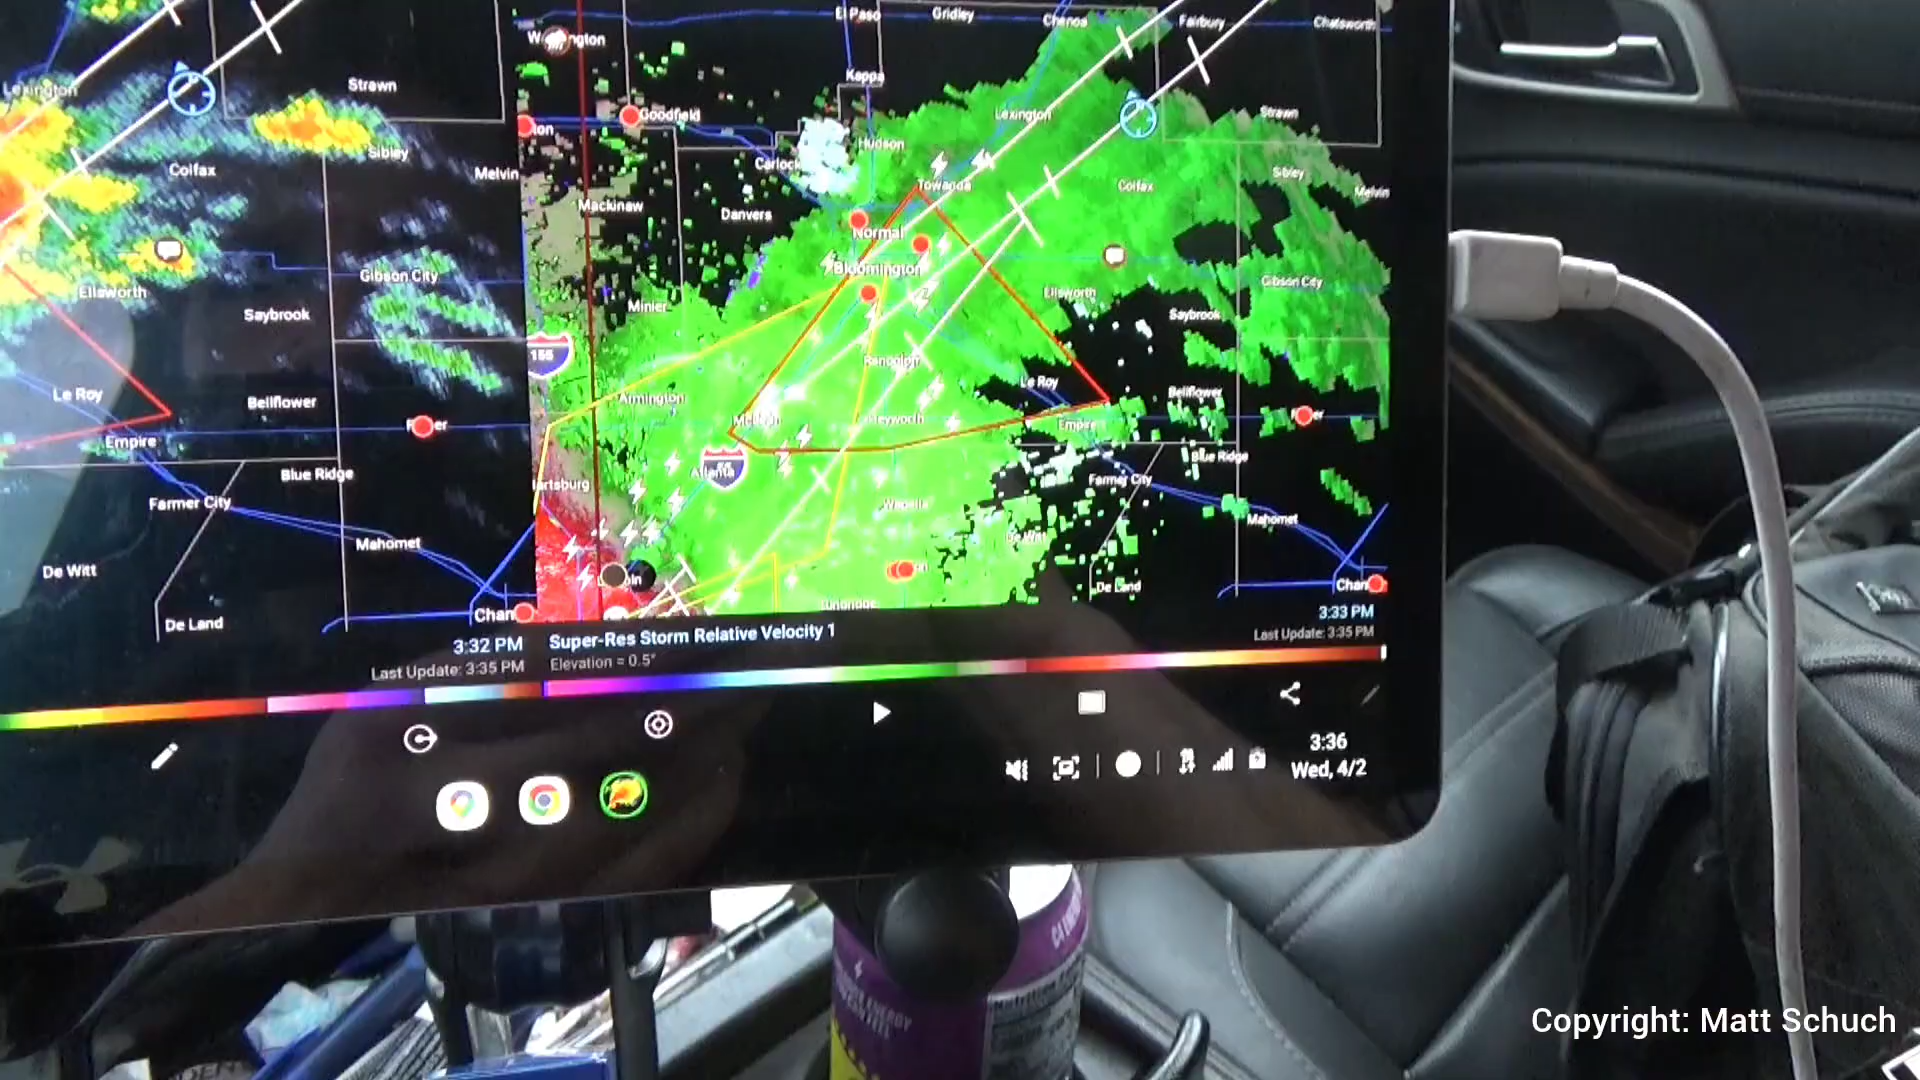 El Paso
Gridley
Chenoa
Fairbury
Chatsworth
Kappa
Lexington
Strawn
Goodfield
Lexington
Strawn
Hudson
Sibley
Carlock
Colfax
Melvin
Towanda
Colfax
Sibley
Melvin
Mackinaw
Danvers
Normal
Bloomington
Gibson City
Ellsworth
Saybrook
Minier
Ellsworth
Gibson City
Saybrook
155
Randolph
Le Roy
Bellflower
Armington
Le Roy
Bellflower
Heyworth
Empire
Empire
Blue Ridge
Atlanta
Blue Ridge
Farmer City
Farmer City
Mahomet
Mahomet
De Witt
De Witt
De Land
De Land
3:32 PM
Last Update: 3:35 PM
Super-Res Storm Relative Velocity 1
Elevation = 0.5°
3:33 PM
Last Update: 3:35 PM
3:36
Wed, 4/2
Copyright: Matt Schuch